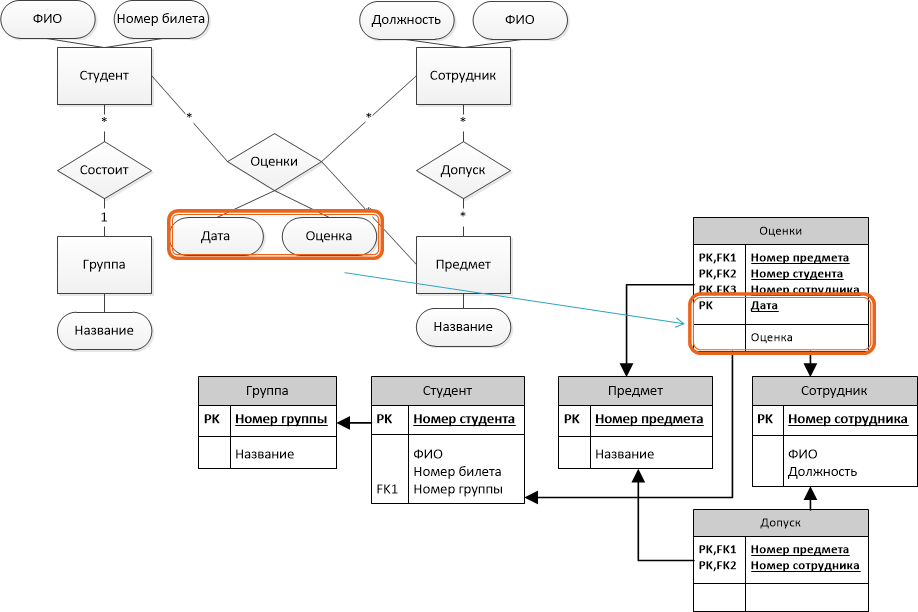 ФИО
Номер билета
Должность
ФИО
Студент
Сотрудник
*
*
*
*
Состоит
Оценки
Допуск
1
*
*
Дата
Оценка
Группа
Предмет
Название
Название
Оценки
PK,FK1 Номер предмета
PK,FK2 Номер студента
PK,FK3 Номер сотрудника
PK Дата
Оценка
Группа
PK Номер группы
Название
Студент
PK Номер студента
ФИО
Номер билета
FK1 Номер группы
Предмет
PK Номер предмета
Название
Сотрудник
PK Номер сотрудника
ФИО
Должность
Допуск
PK,FK1 Номер предмета
PK,FK2 Номер сотрудника